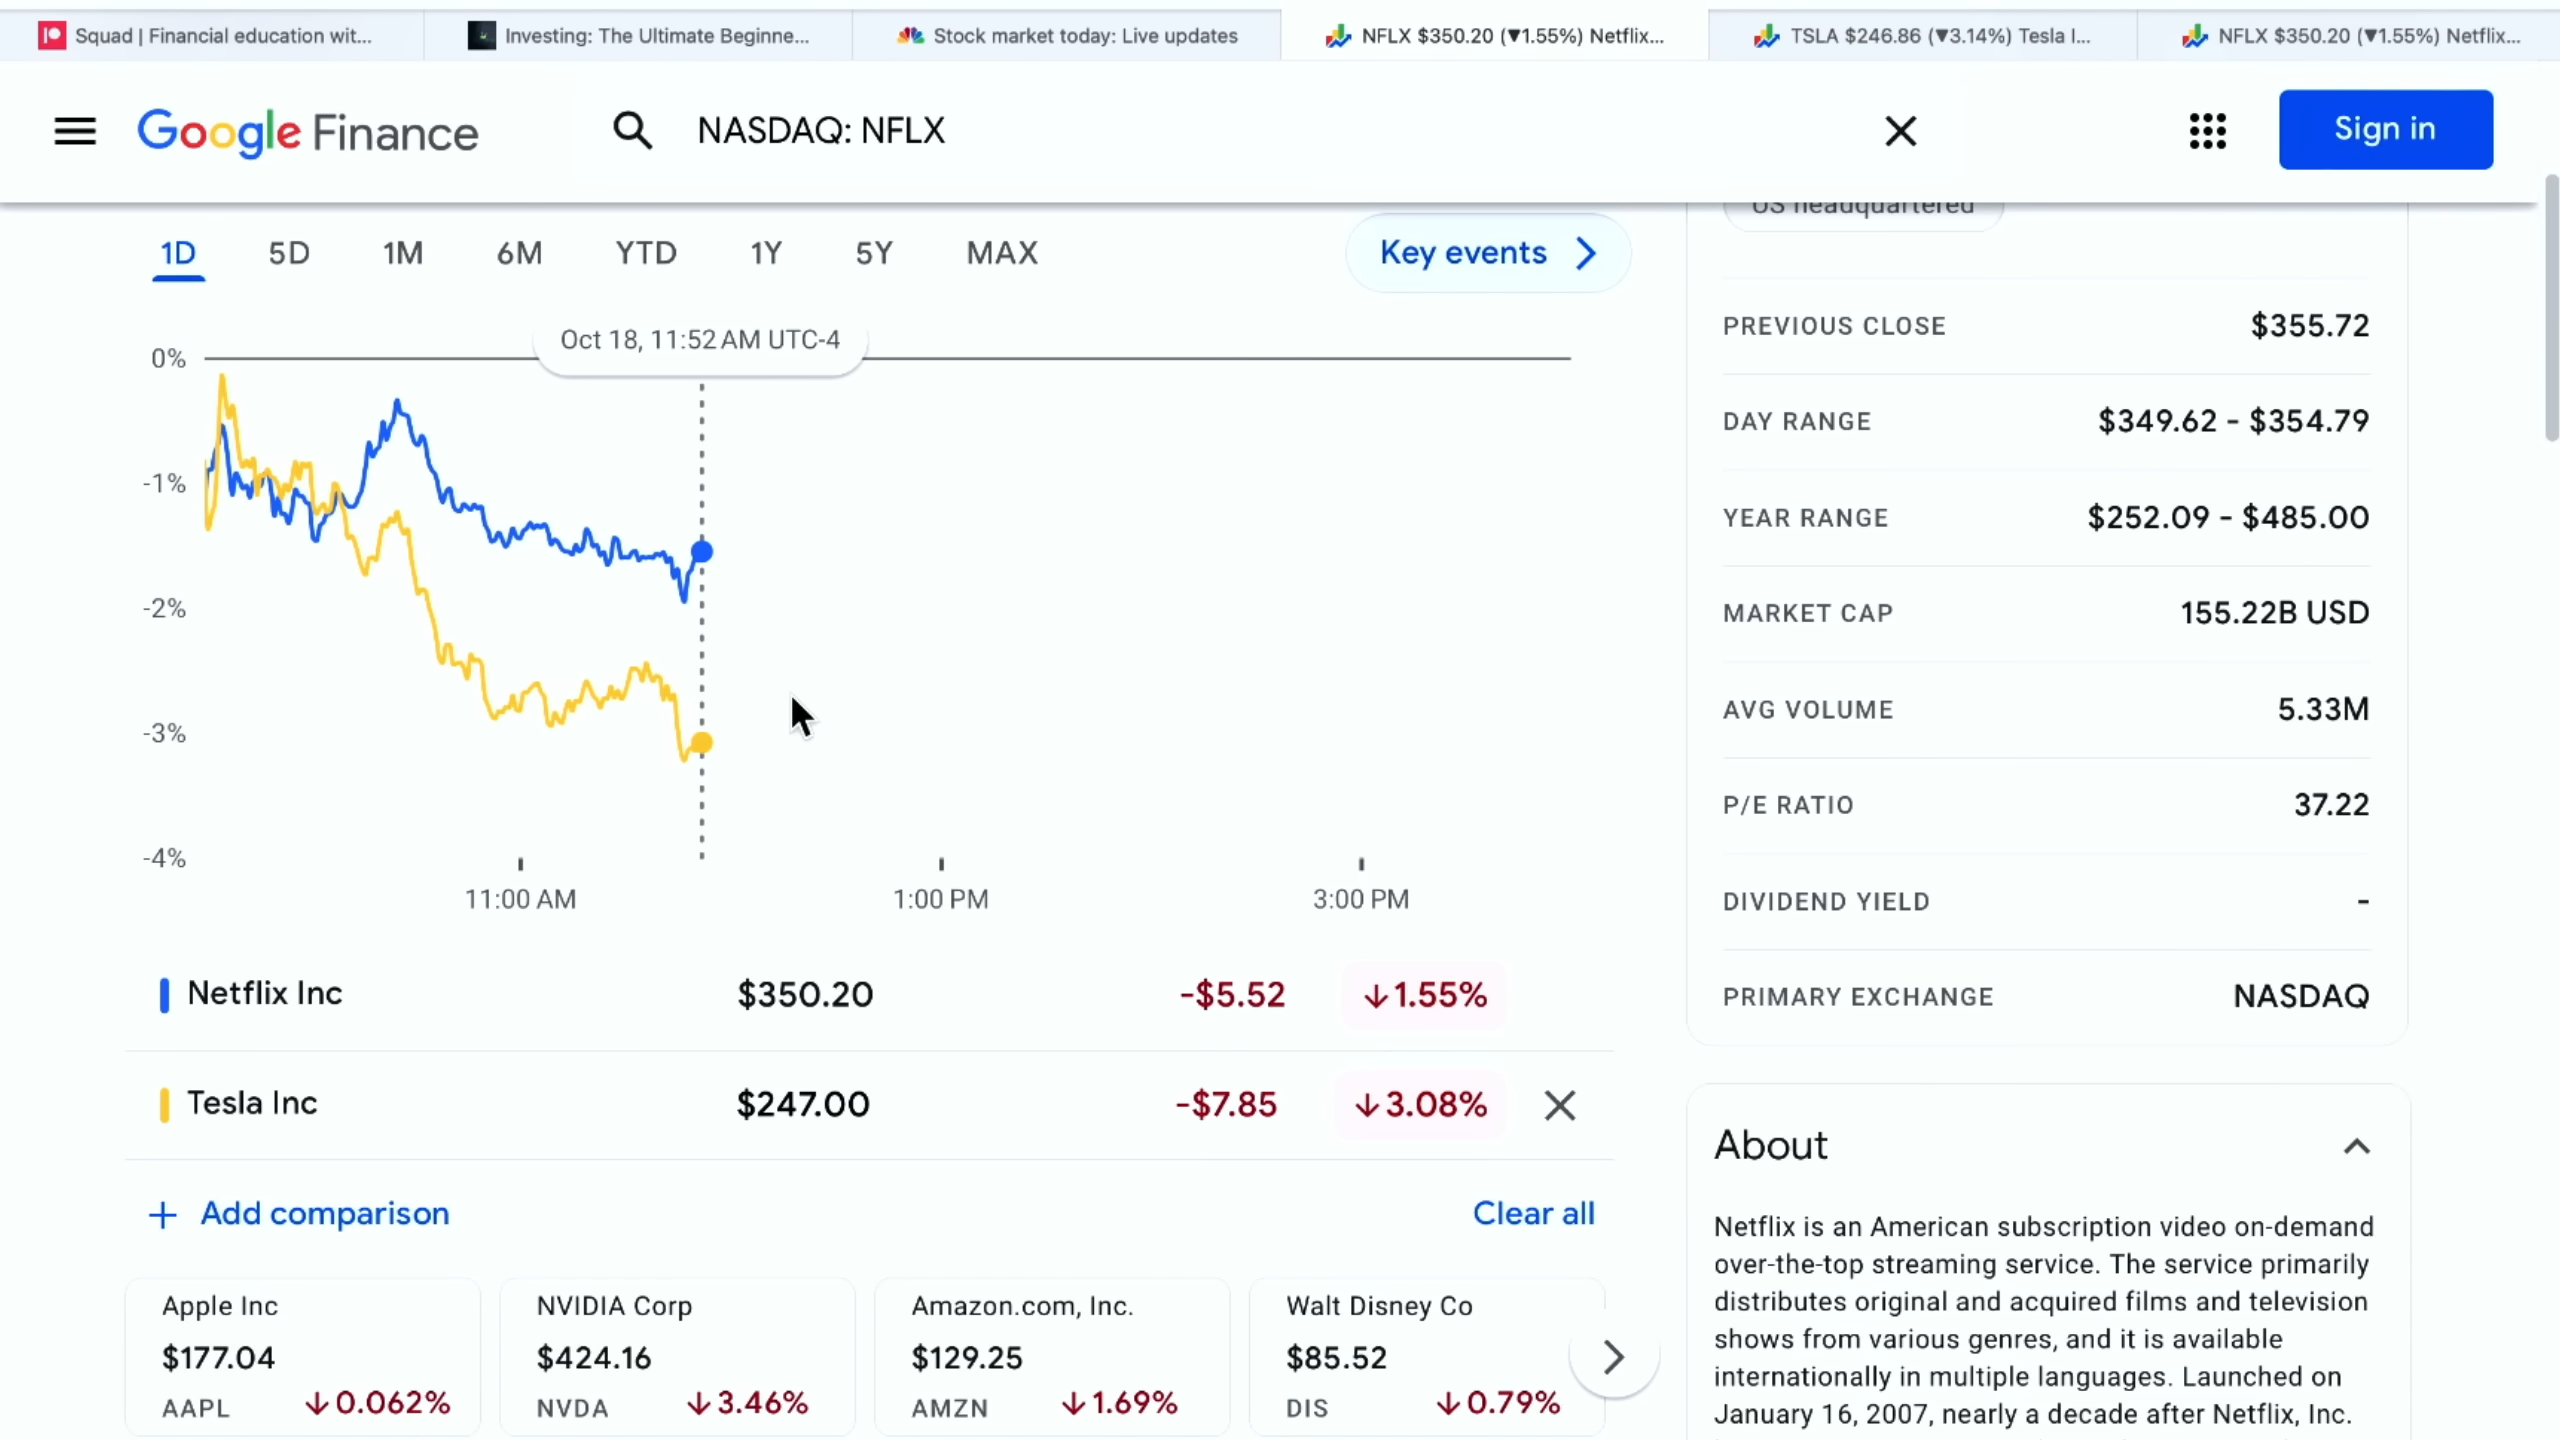 Squad | Financial education wit...
Investing: The Ultimate Beginne...
Stock market today: Live updates
NFLX $350.20 (▼1.55%) Netflix...
TSLA $246.86 (▼3.14%) Tesla I...
NFLX $350.20 (▼1.55%) Netflix...
Google Finance
NASDAQ: NFLX
Sign in
1D 5D 1M 6M YTD 1Y 5Y MAX
Key events
Oct 18, 11:52 AM UTC-4
0%
-1%
-2%
-3%
-4%
11:00 AM 1:00 PM 3:00 PM
Netflix Inc $350.20 -$5.52 ↓1.55%
Tesla Inc $247.00 -$7.85 ↓3.08%
+ Add comparison
Clear all
Apple Inc
$177.04
AAPL ↓0.062%
NVIDIA Corp
$424.16
NVDA ↓3.46%
Amazon.com, Inc.
$129.25
AMZN ↓1.69%
Walt Disney Co
$85.52
DIS ↓0.79%
US headquartered
PREVIOUS CLOSE $355.72
DAY RANGE $349.62 - $354.79
YEAR RANGE $252.09 - $485.00
MARKET CAP 155.22B USD
AVG VOLUME 5.33M
P/E RATIO 37.22
DIVIDEND YIELD -
PRIMARY EXCHANGE NASDAQ
About
Netflix is an American subscription video on-demand
over-the-top streaming service. The service primarily
distributes original and acquired films and television
shows from various genres, and it is available
internationally in multiple languages. Launched on
January 16, 2007, nearly a decade after Netflix, Inc.